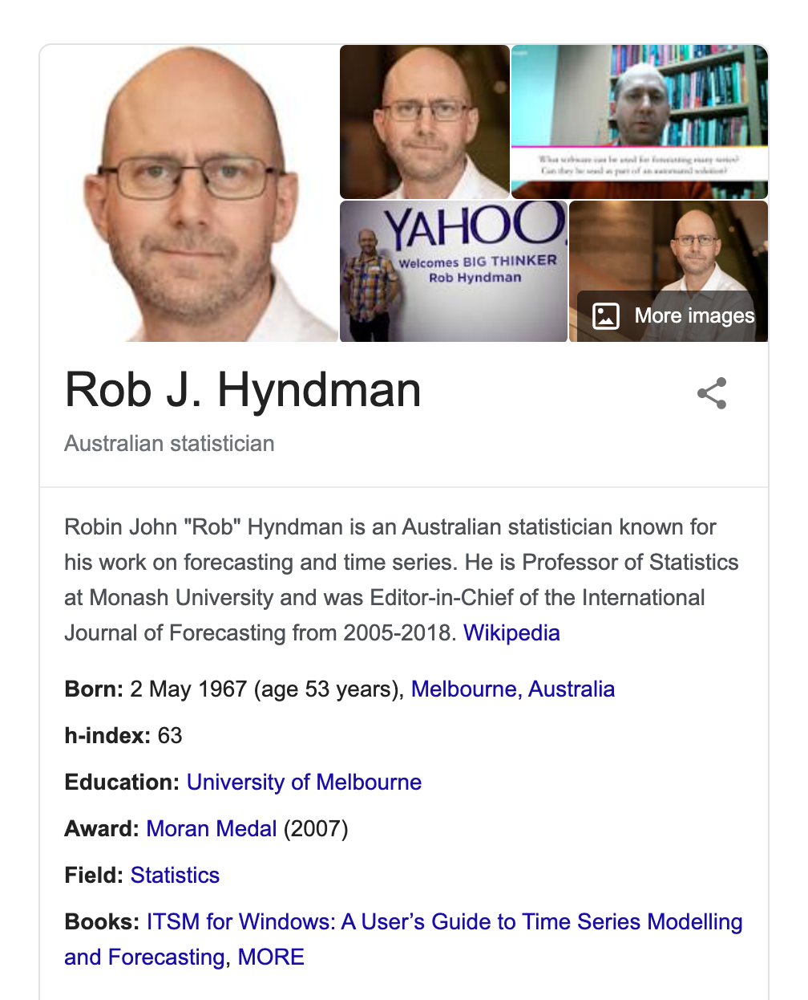 What software can be used for forecasting many series?
Can they be used as part of an automated solution?
YAHOO
Welcomes BIG THINKER
Rob Hyndman
More images
Rob J. Hyndman
Australian statistician
Robin John "Rob" Hyndman is an Australian statistician known for
his work on forecasting and time series. He is Professor of Statistics
at Monash University and was Editor-in-Chief of the International
Journal of Forecasting from 2005-2018. Wikipedia
Born: 2 May 1967 (age 53 years), Melbourne, Australia
h-index: 63
Education: University of Melbourne
Award: Moran Medal (2007)
Field: Statistics
Books: ITSM for Windows: A User’s Guide to Time Series Modelling
and Forecasting, MORE